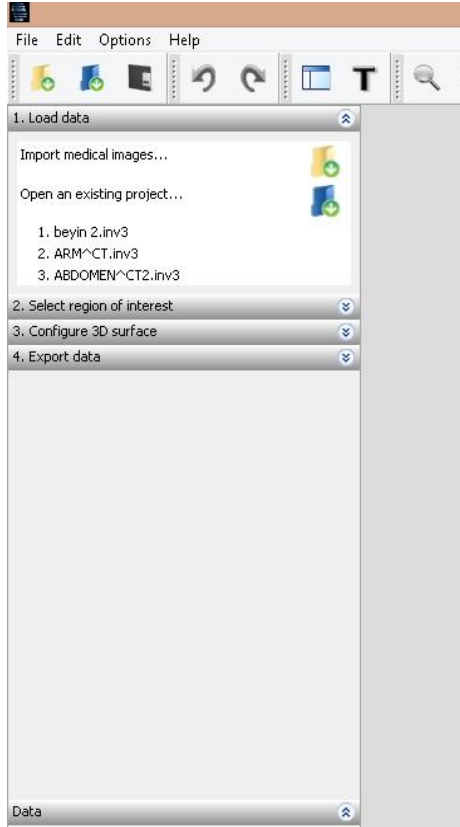 File Edit Options Help
T
1. Load data
Import medical images...
Open an existing project...
1. beyin 2.inv3
2. ARM^CT.inv3
3. ABDOMEN^CT2.inv3
2. Select region of interest
3. Configure 3D surface
4. Export data
Data